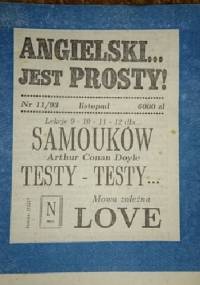 ANGIELSKI...
JEST PROSTY!
Nr 11/93 listopad 6000 zł
Lekcje 9 - 10 - 11 - 12 dla...
SAMOUKÓW
Arthur Conan Doyle
TESTY - TESTY...
N
Mowa zależna
LOVE